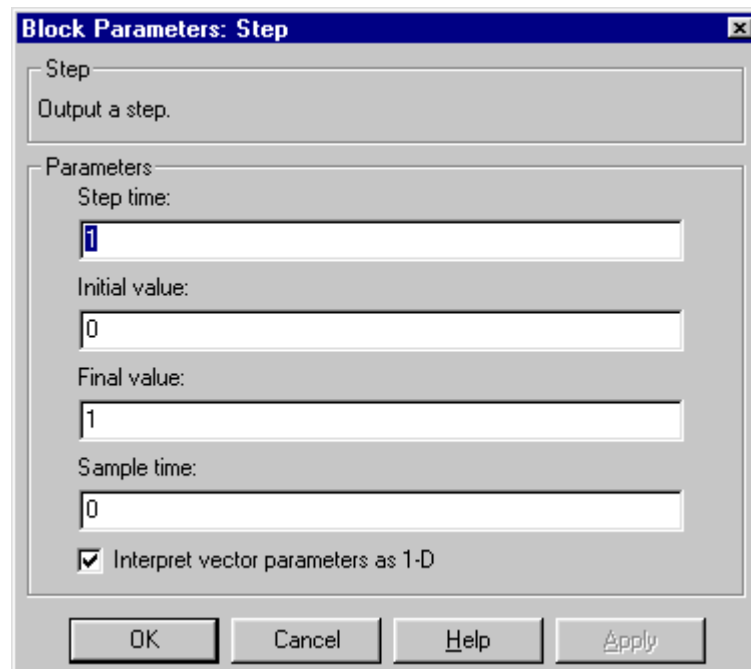 Block Parameters: Step
Step
Output a step.
Parameters
Step time:
1
Initial value:
0
Final value:
1
Sample time:
0
Interpret vector parameters as 1-D
OK Cancel Help Apply